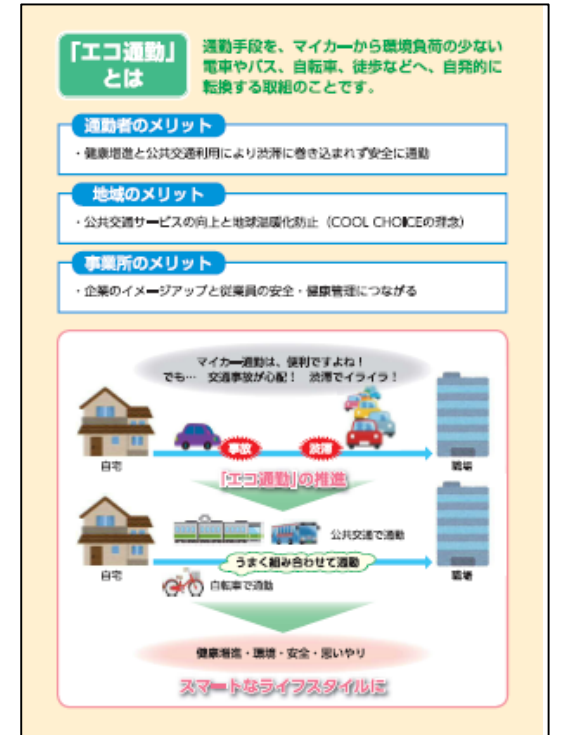 「エコ通勤」
とは
通勤手段を、マイカーから環境負荷の少ない
電車やバス、自転車、徒歩などへ、自発的に
転換する取組のことです。
通勤者のメリット
・健康増進と公共交通利用により渋滞に巻き込まれず安全に通勤
地域のメリット
・公共交通サービスの向上と地球温暖化防止（COOL CHOICEの理念）
事業所のメリット
・企業のイメージアップと従業員の安全・健康管理につながる
マイカー通勤は、便利ですよね！
でも… 交通事故が心配！ 渋滞でイライラ！
事故
渋滞
自宅
職場
「エコ通勤」の推進
公共交通で通勤
うまく組み合わせて通勤
自宅
職場
自転車で通勤
健康増進・環境・安全・思いやり
スマートなライフスタイルに